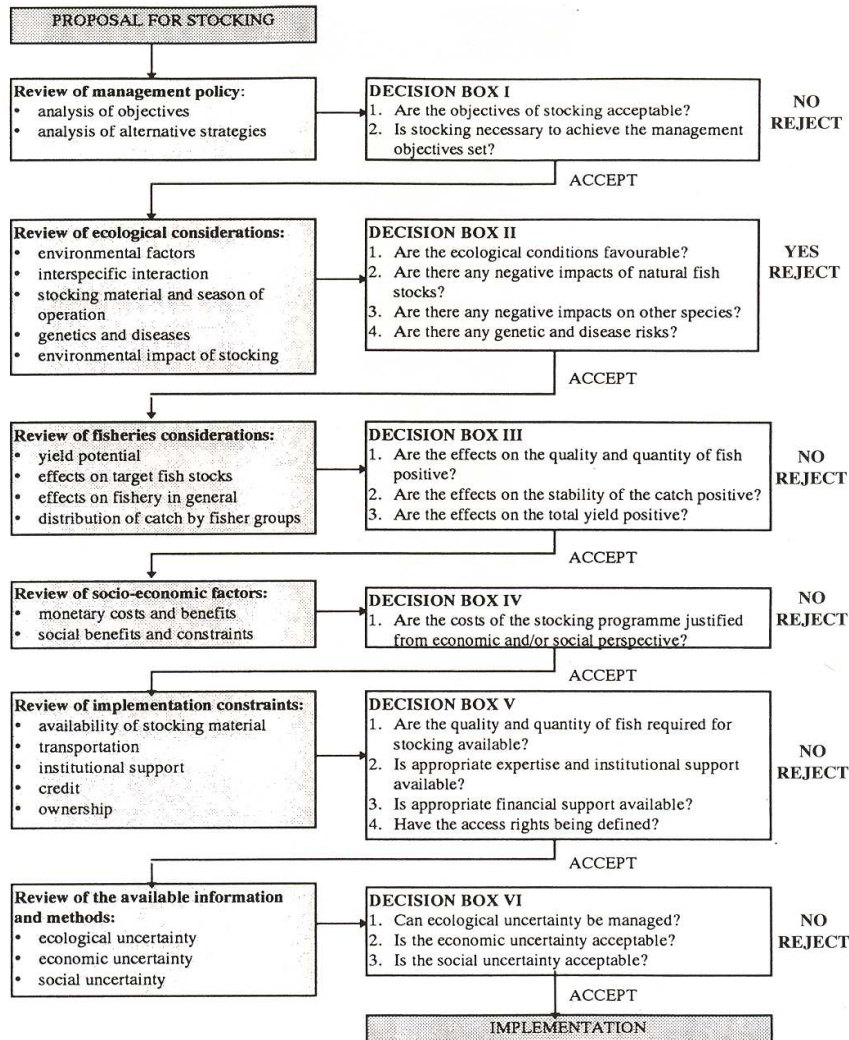 PROPOSAL FOR STOCKING
Review of management policy:
• analysis of objectives
• analysis of alternative strategies
DECISION BOX I
1. Are the objectives of stocking acceptable?
2. Is stocking necessary to achieve the management
objectives set?
NO
REJECT
ACCEPT
Review of ecological considerations:
• environmental factors
• interspecific interaction
• stocking material and season of
operation
• genetics and diseases
• environmental impact of stocking
DECISION BOX II
1. Are the ecological conditions favourable?
2. Are there any negative impacts of natural fish
stocks?
3. Are there any negative impacts on other species?
4. Are there any genetic and disease risks?
YES
REJECT
ACCEPT
Review of fisheries considerations:
• yield potential
• effects on target fish stocks
• effects on fishery in general
• distribution of catch by fisher groups
DECISION BOX III
1. Are the effects on the quality and quantity of fish
positive?
2. Are the effects on the stability of the catch positive?
3. Are the effects on the total yield positive?
NO
REJECT
ACCEPT
Review of socio-economic factors:
• monetary costs and benefits
• social benefits and constraints
DECISION BOX IV
1. Are the costs of the stocking programme justified
from economic and/or social perspective?
NO
REJECT
ACCEPT
Review of implementation constraints:
• availability of stocking material
• transportation
• institutional support
• credit
• ownership
DECISION BOX V
1. Are the quality and quantity of fish required for
stocking available?
2. Is appropriate expertise and institutional support
available?
3. Is appropriate financial support available?
4. Have the access rights being defined?
NO
REJECT
ACCEPT
Review of the available information
and methods:
• ecological uncertainty
• economic uncertainty
• social uncertainty
DECISION BOX VI
1. Can ecological uncertainty be managed?
2. Is the economic uncertainty acceptable?
3. Is the social uncertainty acceptable?
NO
REJECT
ACCEPT
IMPLEMENTATION